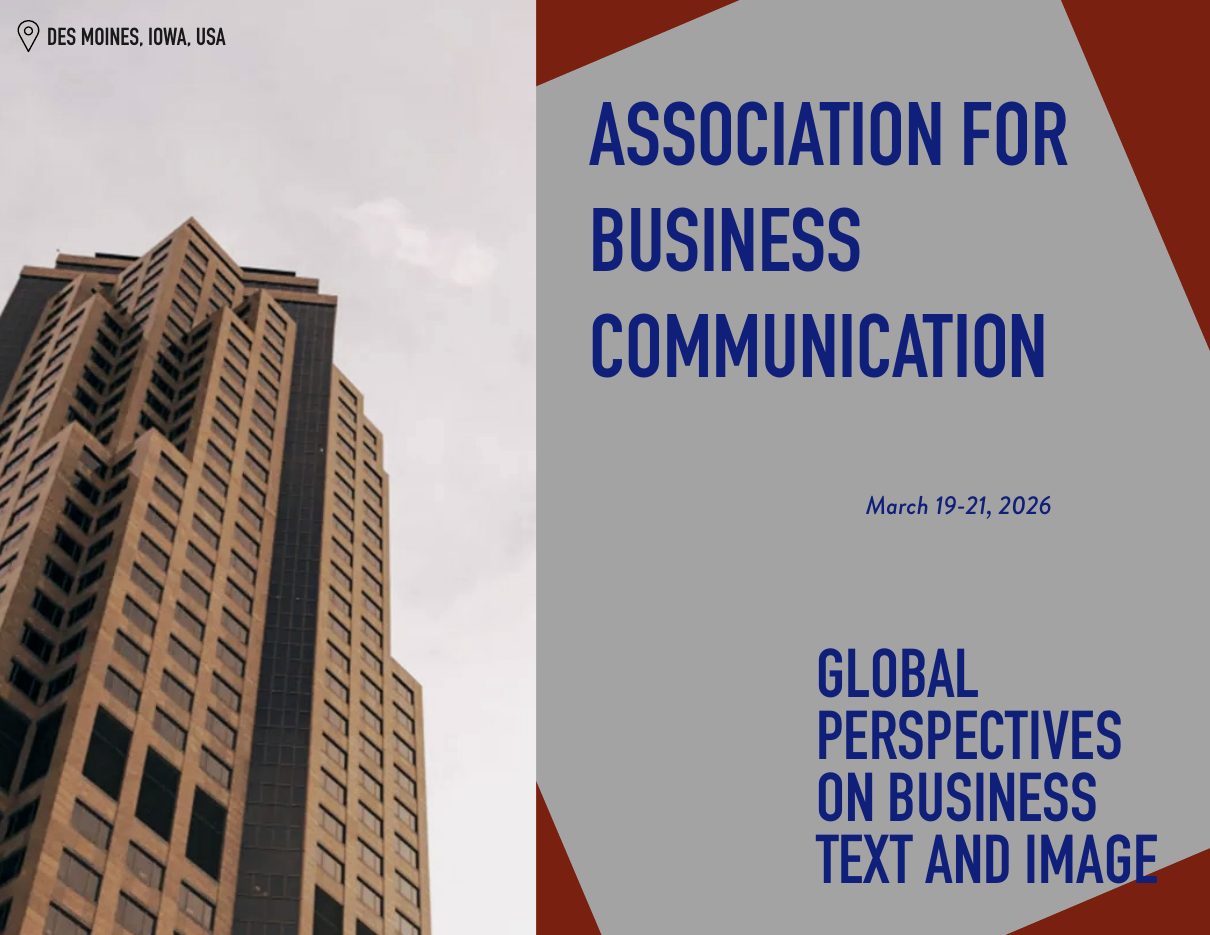 DES MOINES, IOWA, USA
ASSOCIATION FOR
BUSINESS
COMMUNICATION
March 19-21, 2026
GLOBAL
PERSPECTIVES
ON BUSINESS
TEXT AND IMAGE